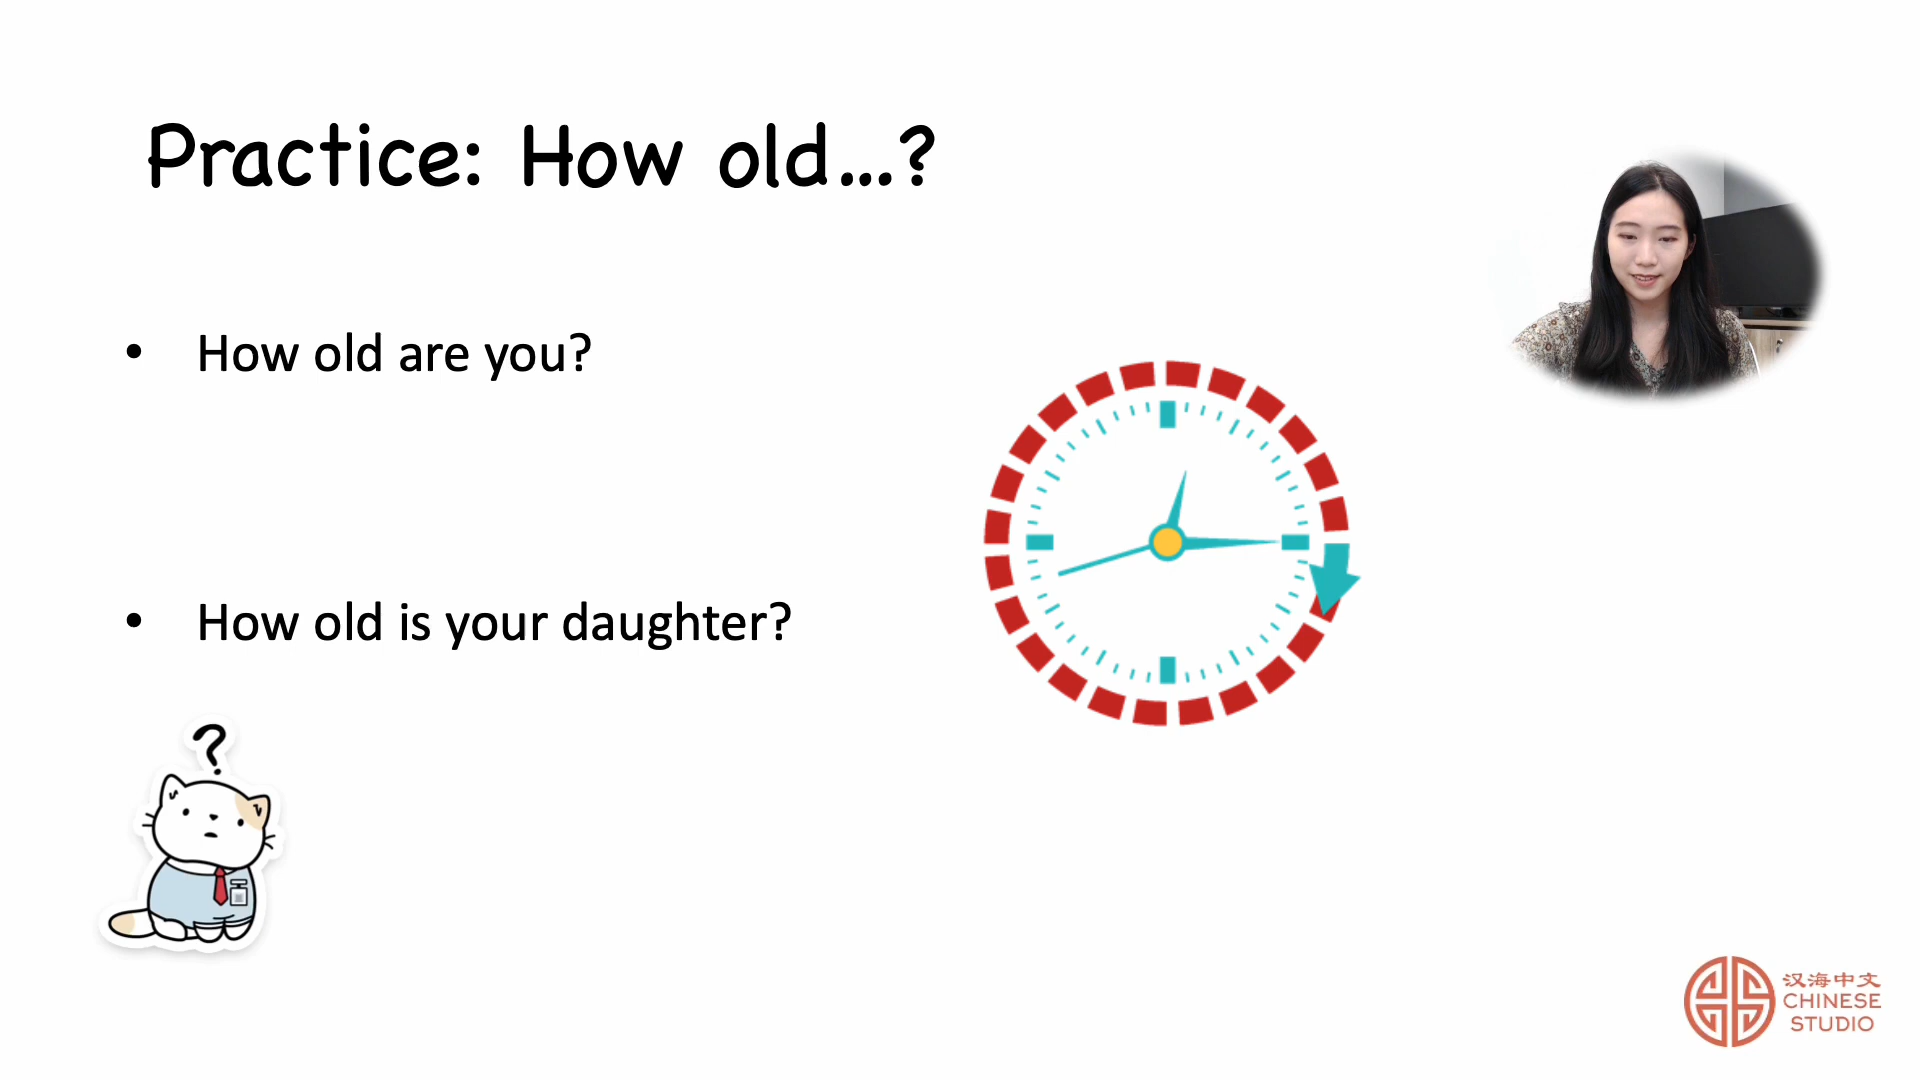 Practice: How old...?
• How old are you?
• How old is your daughter?
?
汉海中文
CHINESE
STUDIO